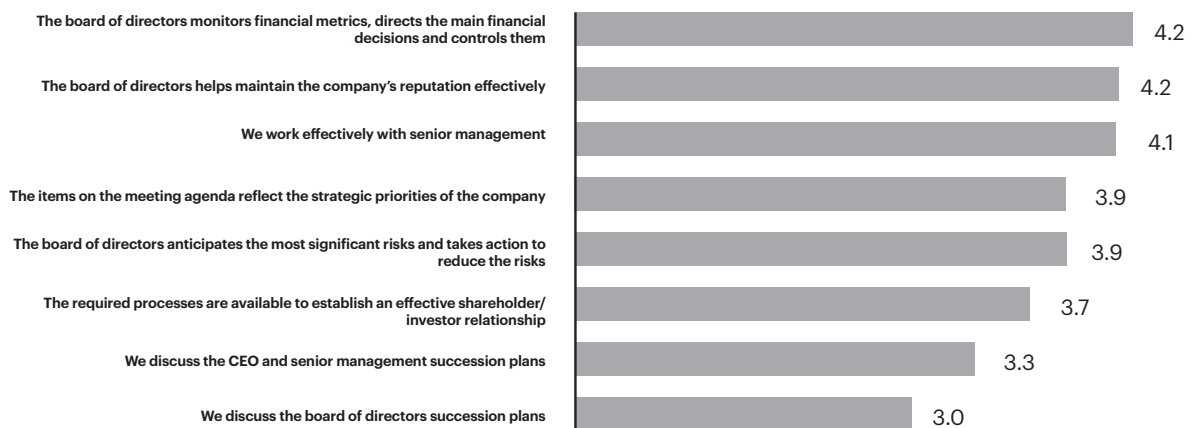 The board of directors monitors financial metrics, directs the main financial
decisions and controls them
4.2
The board of directors helps maintain the company's reputation effectively
4.2
We work effectively with senior management
4.1
The items on the meeting agenda reflect the strategic priorities of the company
3.9
The board of directors anticipates the most significant risks and takes action to
reduce the risks
3.9
The required processes are available to establish an effective shareholder/
investor relationship
3.7
We discuss the CEO and senior management succession plans
3.3
We discuss the board of directors succession plans
3.0